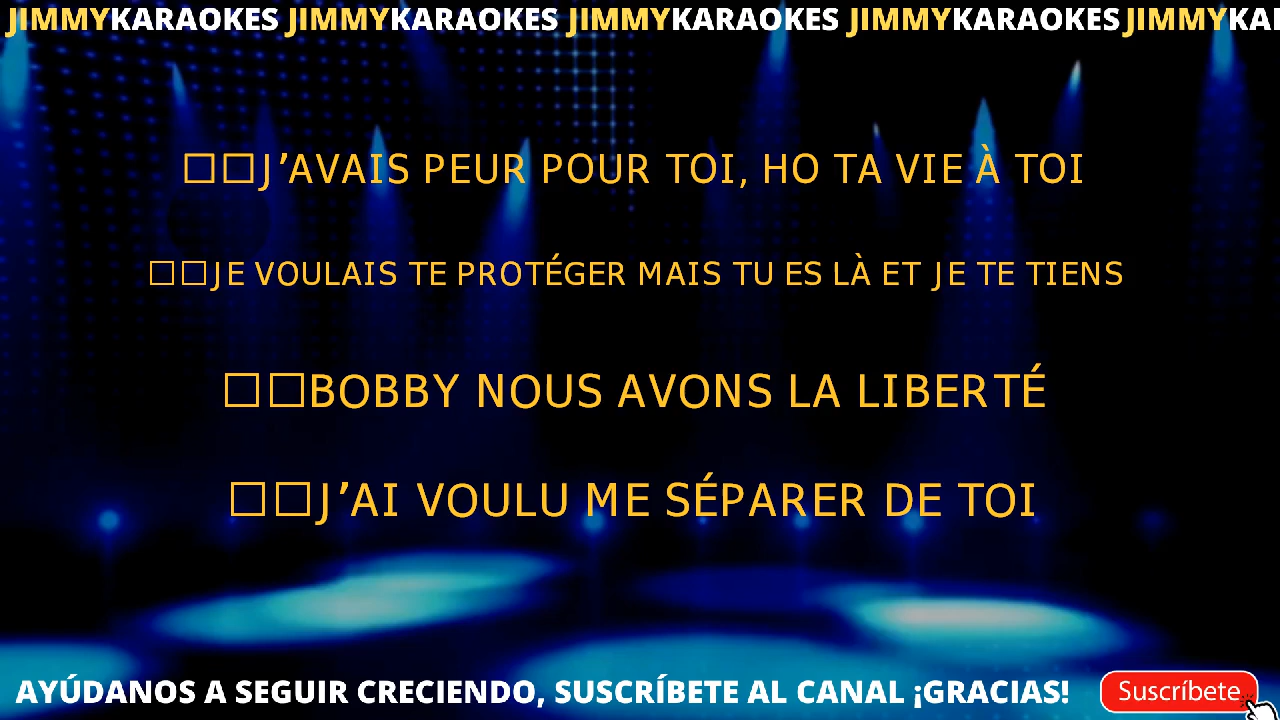 JIMMYKARAOKES JIMMYKARAOKES JIMMYKARAOKES JIMMYKARAOKES JIMMYKA
□□J’AVAIS PEUR POUR TOI, HO TA VIE À TOI
□□JE VOULAIS TE PROTÉGER MAIS TU ES LÀ ET JE TE TIENS
□□BOBBY NOUS AVONS LA LIBERTÉ
□□J’AI VOULU ME SÉPARER DE TOI
AYÚDANOS A SEGUIR CRECIENDO, SUSCRÍBETE AL CANAL ¡GRACIAS!
Suscríbete